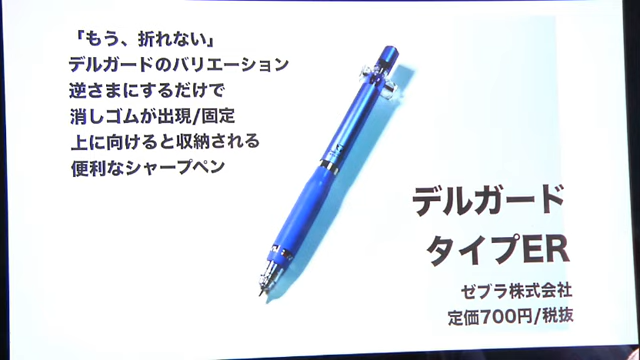 「もう、折れない」
デルガードのバリエーション
逆さまにするだけで
消しゴムが出現/固定
上に向けると収納される
便利なシャープペン
デルガード
タイプER
ゼブラ株式会社
定価700円/税抜